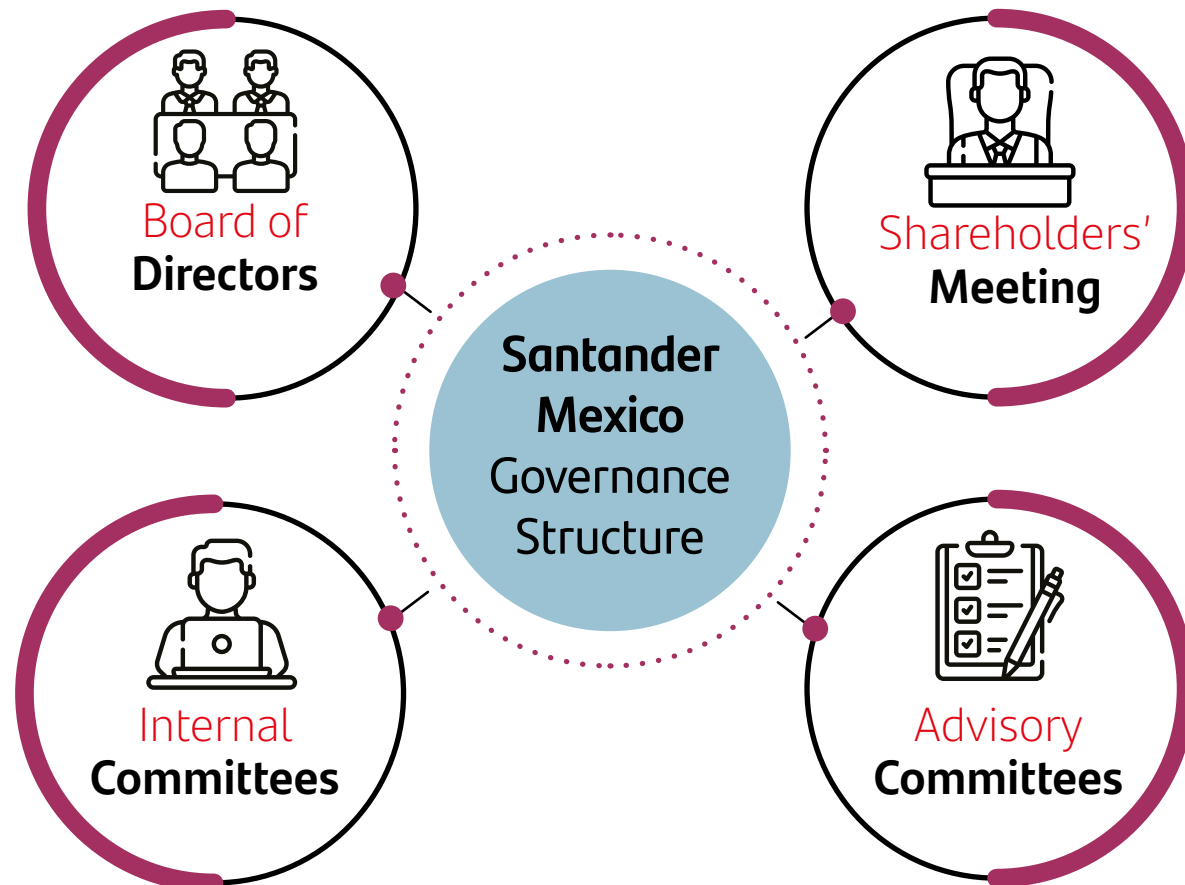 Board of
Directors
Shareholders'
Meeting
Santander
Mexico
Governance
Structure
Internal
Committees
Advisory
Committees